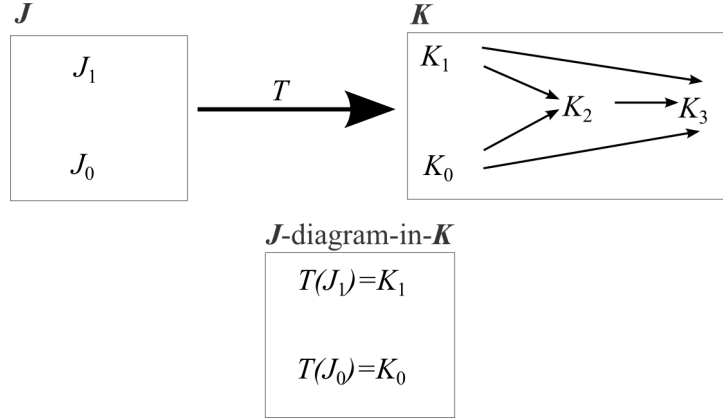 J
K
J₁
T
K₁
K₂
K₃
J₀
K₀
J-diagram-in-K
T(J₁)=K₁
T(J₀)=K₀